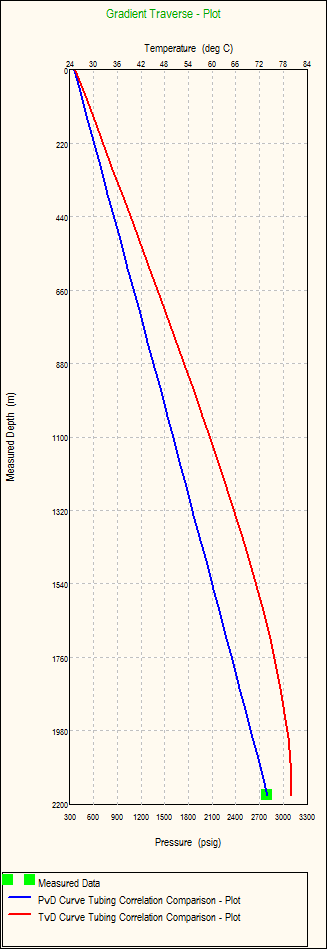 Gradient Traverse - Plot
Temperature (deg C)
24 30 36 42 48 54 60 66 72 78 84
0
220
440
660
880
1100
1320
1540
1760
1980
2200
Measured Depth (m)
300 600 900 1200 1500 1800 2100 2400 2700 3000 3300
Pressure (psig)
Measured Data
PvD Curve Tubing Correlation Comparison - Plot
TvD Curve Tubing Correlation Comparison - Plot